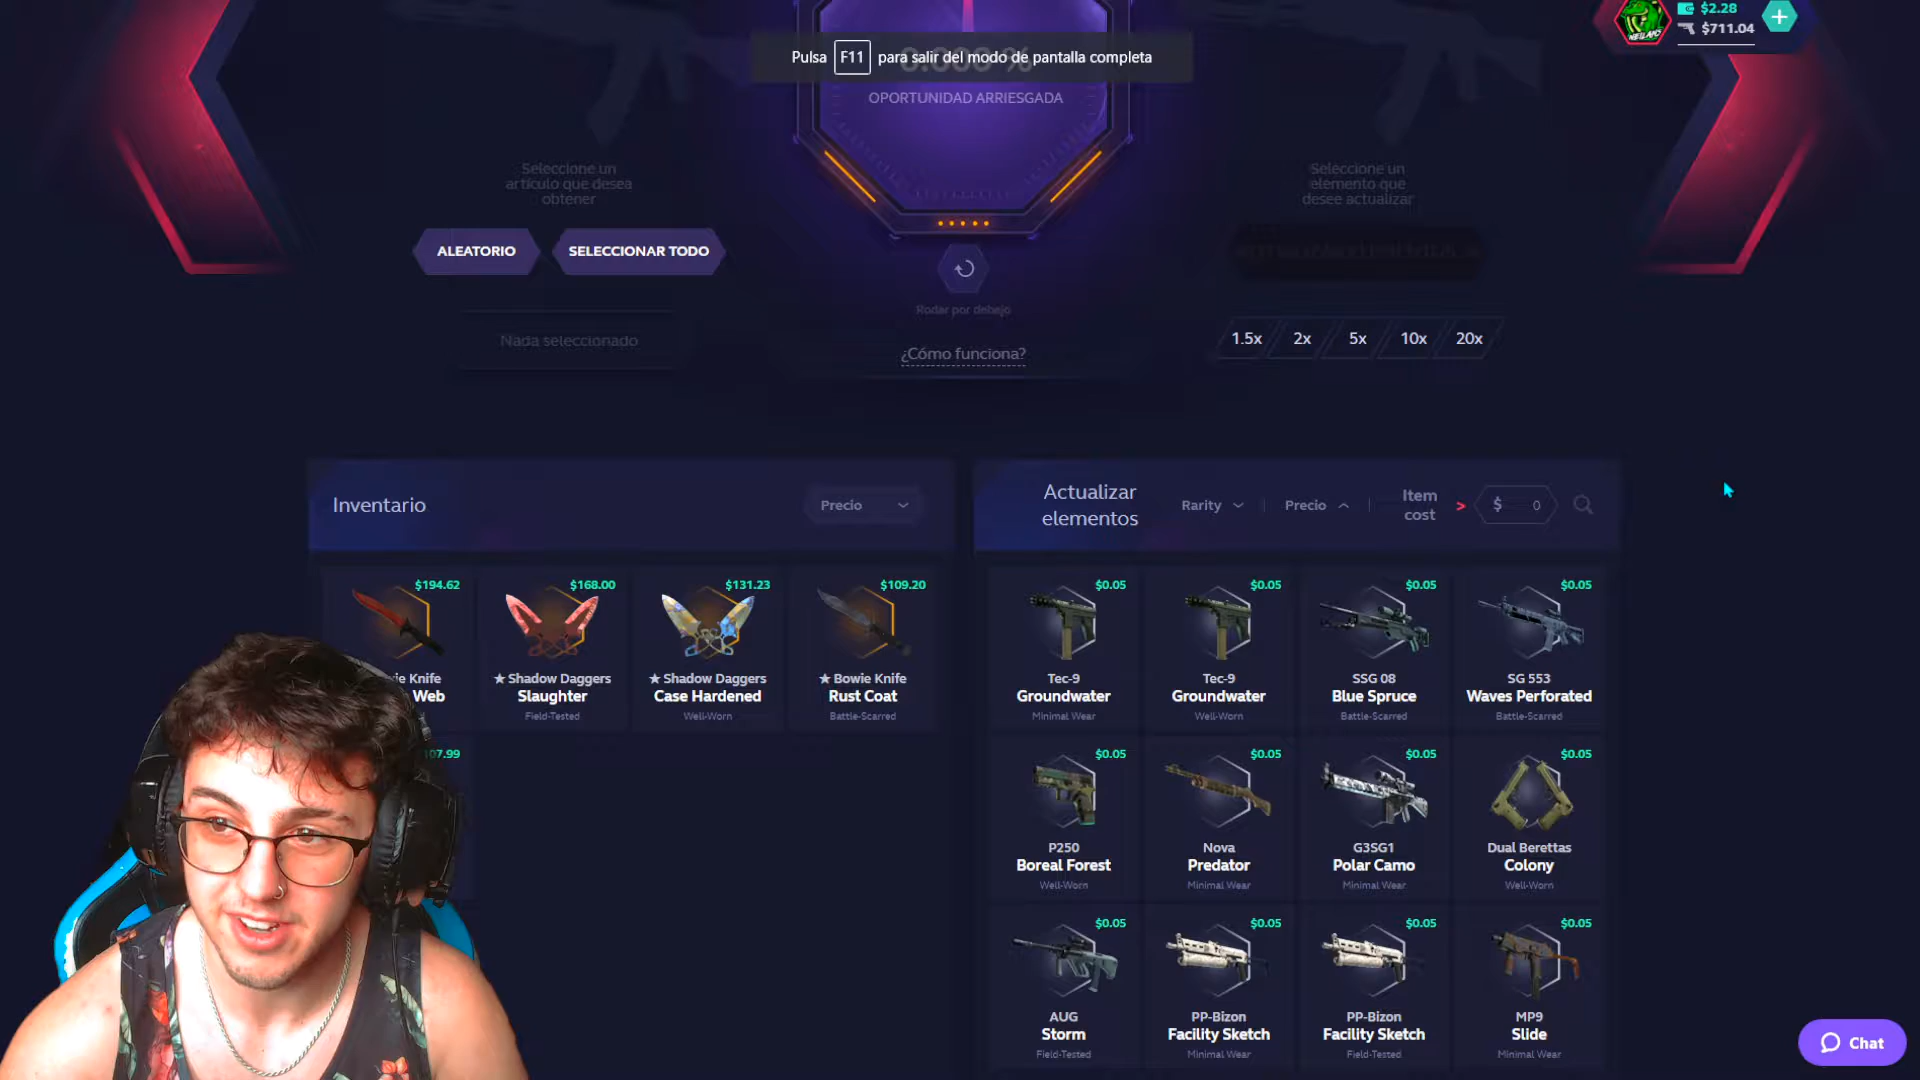 $2.28
$711.04
Pulsa F11 para salir del modo de pantalla completa
OPORTUNIDAD ARRIESGADA
Seleccione un
artículo que desea
obtener
ALEATORIO
SELECCIONAR TODO
Nada seleccionado
Rodar por debajo
¿Cómo funciona?
Seleccione un
elemento que
desee actualizar
1.5x 2x 5x 10x 20x
Inventario
Precio
$194.62
Web
$168.00
★ Shadow Daggers
Slaughter
Field-Tested
$131.23
★ Shadow Daggers
Case Hardened
Well-Worn
$109.20
★ Bowie Knife
Rust Coat
Battle-Scarred
Actualizar
elementos
Rarity
Precio
Item
cost
>
$ 0
$0.05
Tec-9
Groundwater
Minimal Wear
$0.05
Tec-9
Groundwater
Well-Worn
$0.05
SSG 08
Blue Spruce
Battle-Scarred
$0.05
SG 553
Waves Perforated
Battle-Scarred
$0.05
P250
Boreal Forest
Well-Worn
$0.05
Nova
Predator
Minimal Wear
$0.05
G3SG1
Polar Camo
Minimal Wear
$0.05
Dual Berettas
Colony
Well-Worn
$0.05
AUG
Storm
Field-Tested
$0.05
PP-Bizon
Facility Sketch
Minimal Wear
$0.05
PP-Bizon
Facility Sketch
Field-Tested
$0.05
MP9
Slide
Minimal Wear
Chat